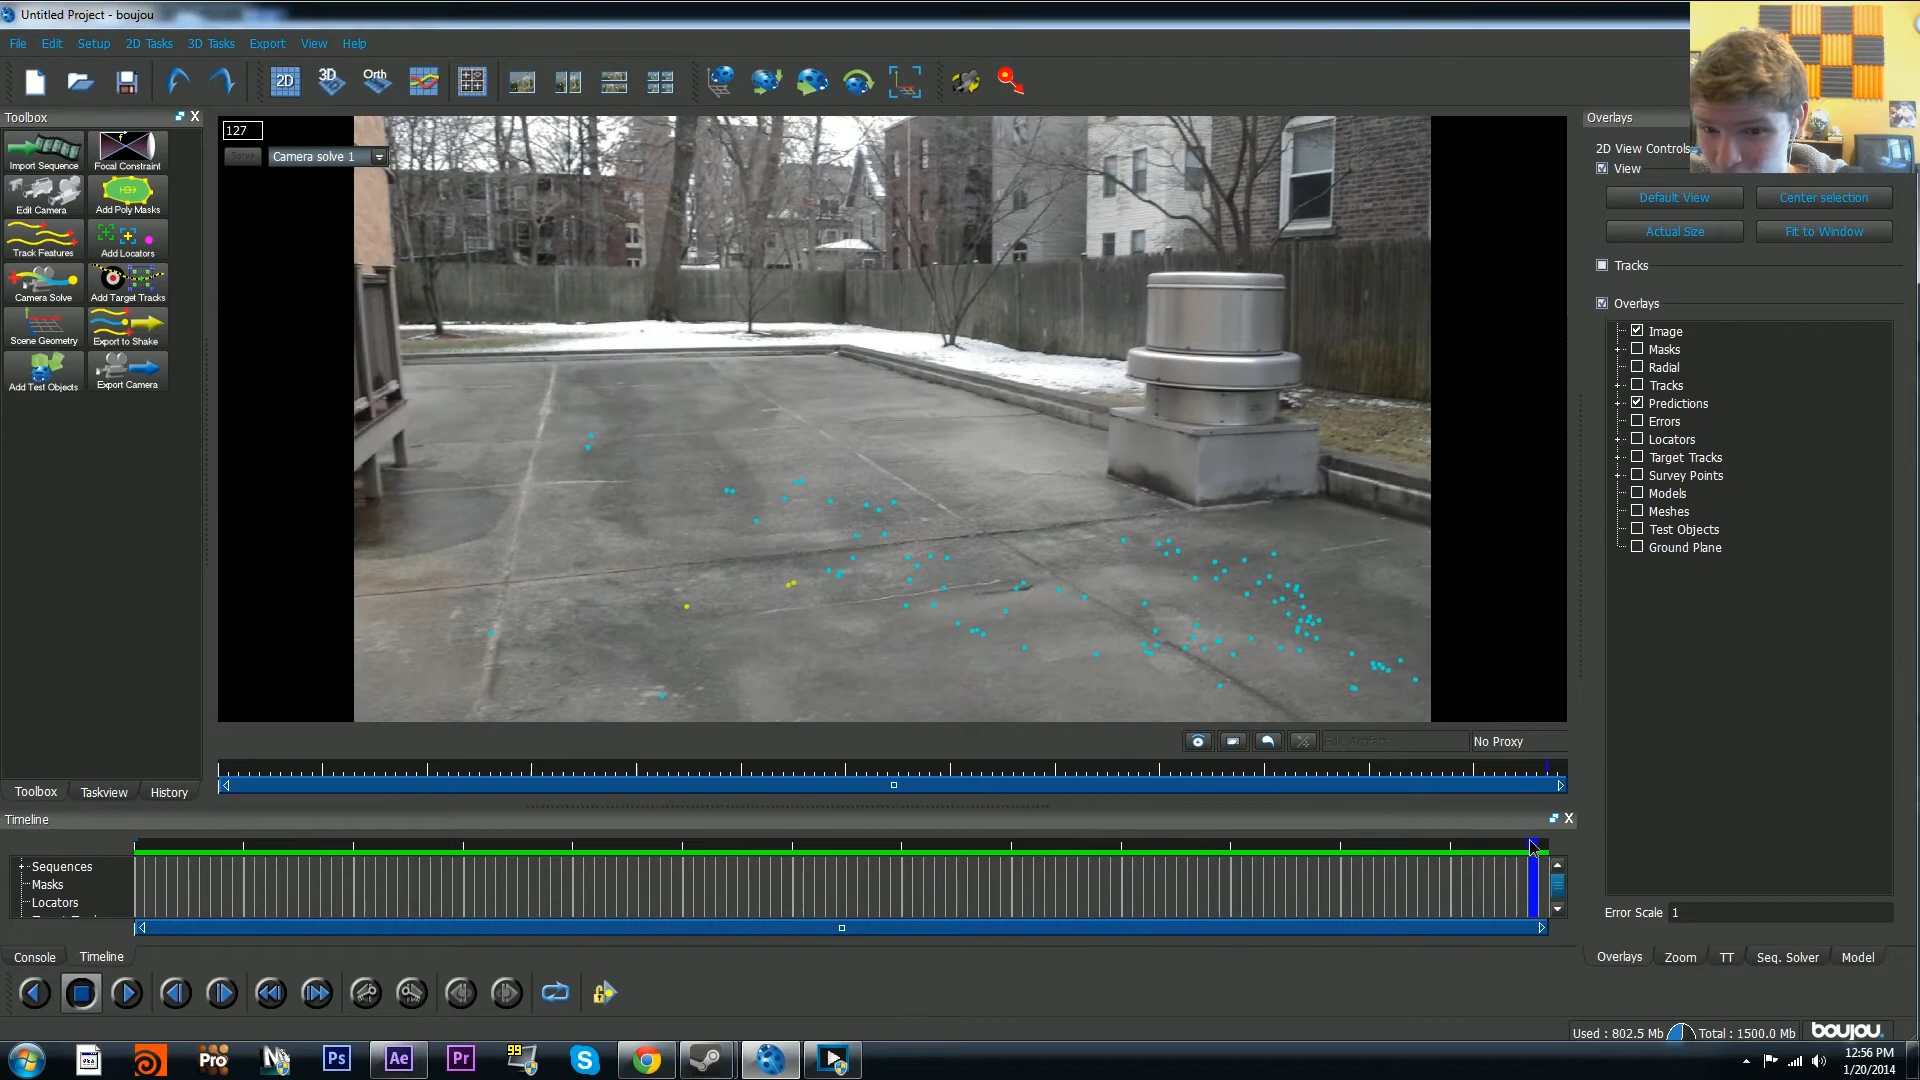 Untitled Project - boujou
File Edit Setup 2D Tasks 3D Tasks Export View Help
2D 3D Orth
Toolbox X
Overlays
127
Camera solve 1
2D View Controls
View
Import Sequence Focal Constraint
Default View Center selection
Edit Camera Add Poly Masks
Actual Size Fit to Window
Track Features Add Locators
Tracks
Camera Solve Add Target Tracks
Overlays
Scene Geometry Export to Shake
Image
Masks
Radial
Add Test Objects Export Camera
Tracks
Predictions
Errors
Locators
Target Tracks
Survey Points
Models
Meshes
Test Objects
Ground Plane
No Proxy
Toolbox Taskview History
Timeline X
Sequences
Masks
Locators
Error Scale 1
Console Timeline
Overlays Zoom TT Seq. Solver Model
Used : 802.5 Mb Total : 1500.0 Mb boujou.
Pro Ps Ae Pr 99
12:56 PM
1/20/2014